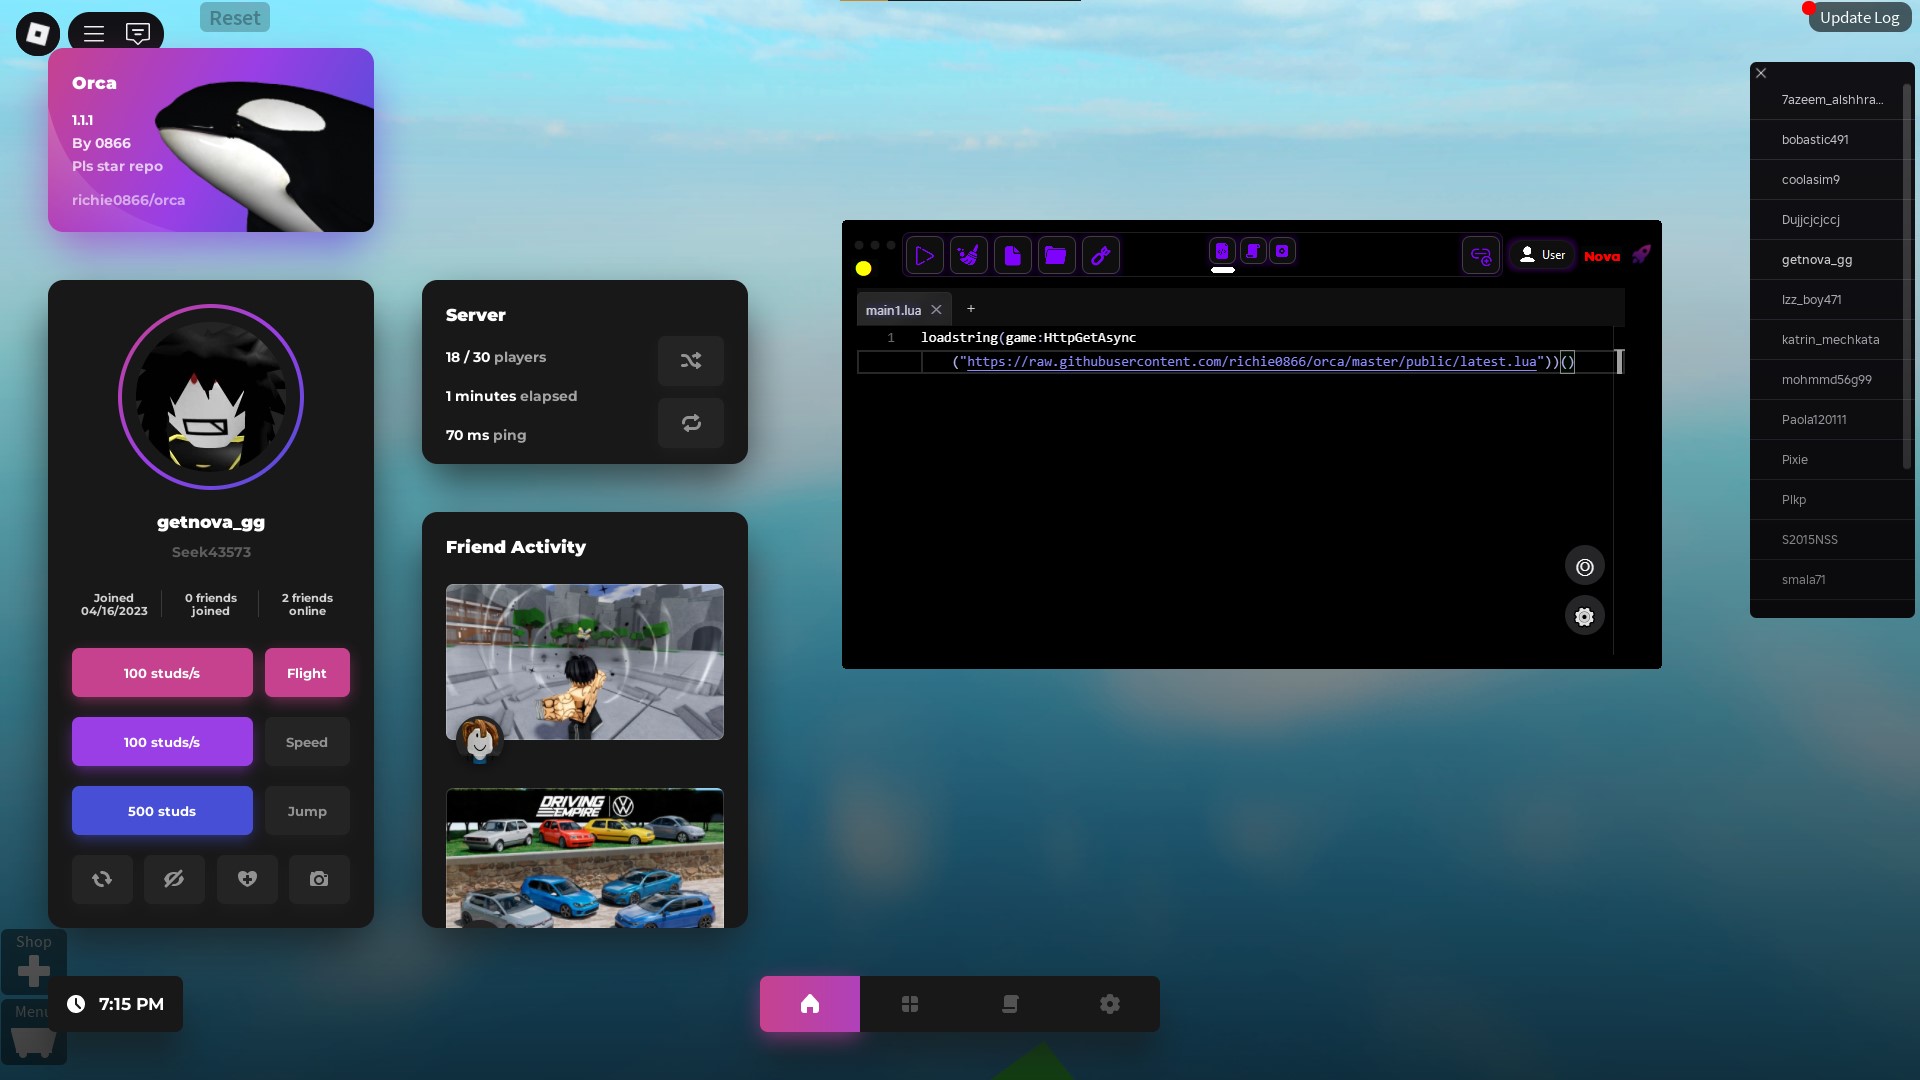 Reset
Update Log
Orca
1.1.1
By 0866
Pls star repo
richie0866/orca
getnova_gg
Seek43573
Joined
04/16/2023
0 friends
joined
2 friends
online
100 studs/s
Flight
100 studs/s
Speed
500 studs
Jump
Server
18 / 30 players
1 minutes elapsed
70 ms ping
Friend Activity
DRIVING
EMPIRE
User
Nova
main1.lua
+
1 loadstring(game:HttpGetAsync
("https://raw.githubusercontent.com/richie0866/orca/master/public/latest.lua"))()
7azeem_alshhra...
bobastic491
coolasim9
Dujjcjcjccj
getnova_gg
lzz_boy471
katrin_mechkata
mohmmd56g99
Paola120111
Pixie
Plkp
S2015NSS
smala71
Shop
Menu
7:15 PM